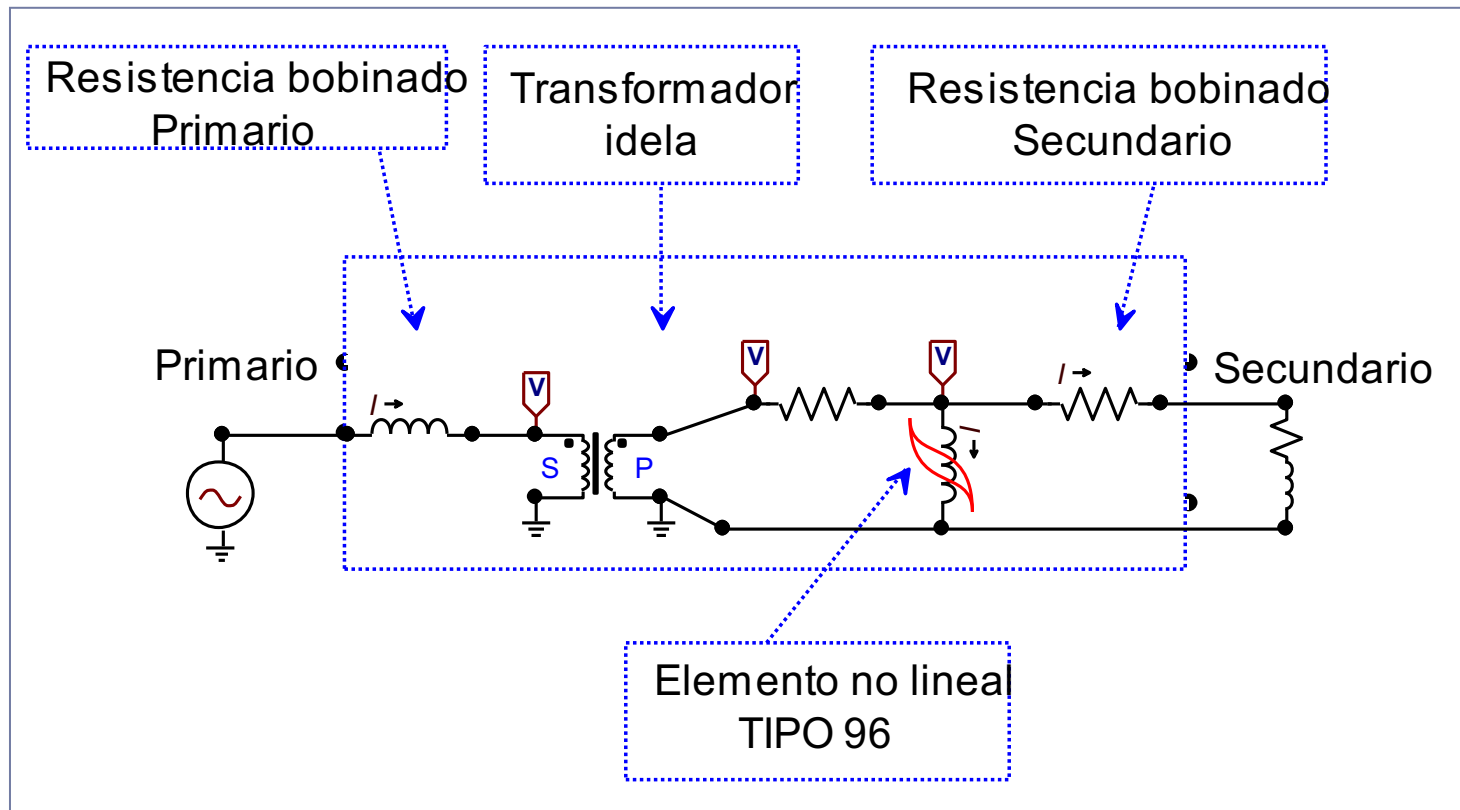 Resistencia bobinado
Primario
Transformador
idela
Resistencia bobinado
Secundario
Primario
I
V
S
P
V
V
I
I
Secundario
Elemento no lineal
TIPO 96